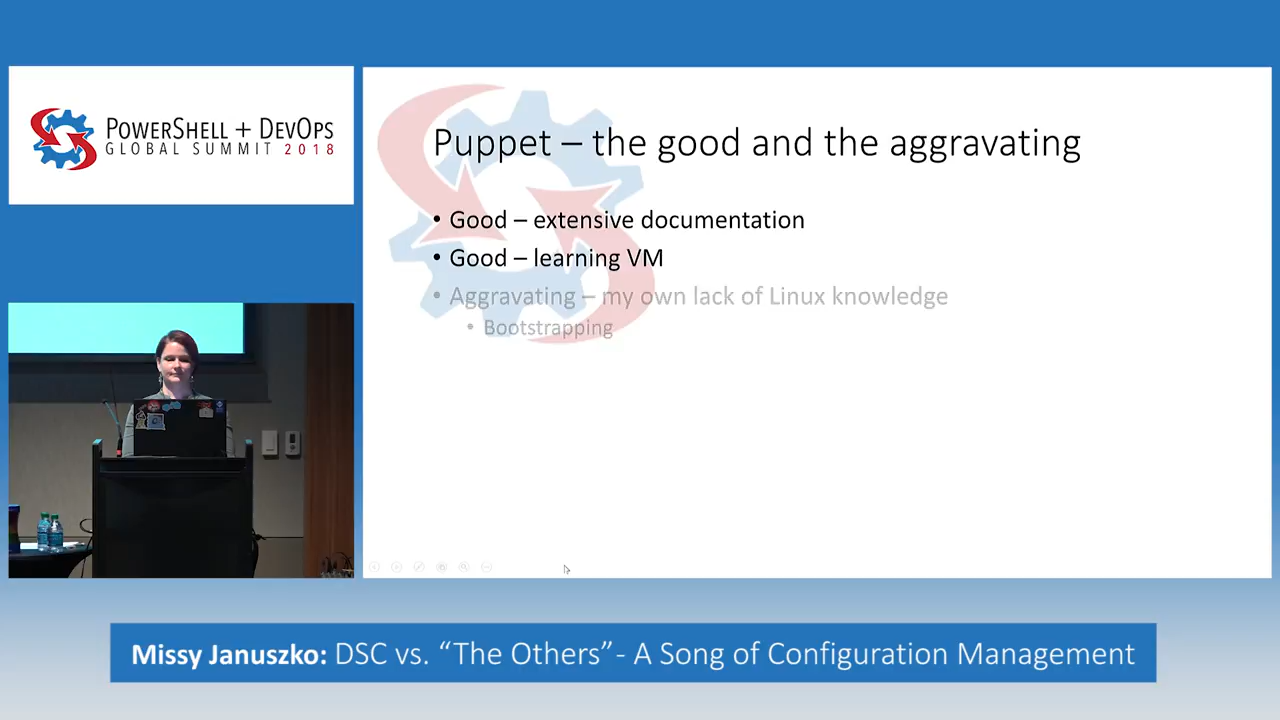 POWERSHELL + DEVOPS
GLOBAL SUMMIT 2018
Puppet – the good and the aggravating
• Good – extensive documentation
• Good – learning VM
• Aggravating – my own lack of Linux knowledge
• Bootstrapping
Missy Januszko: DSC vs. “The Others”- A Song of Configuration Management